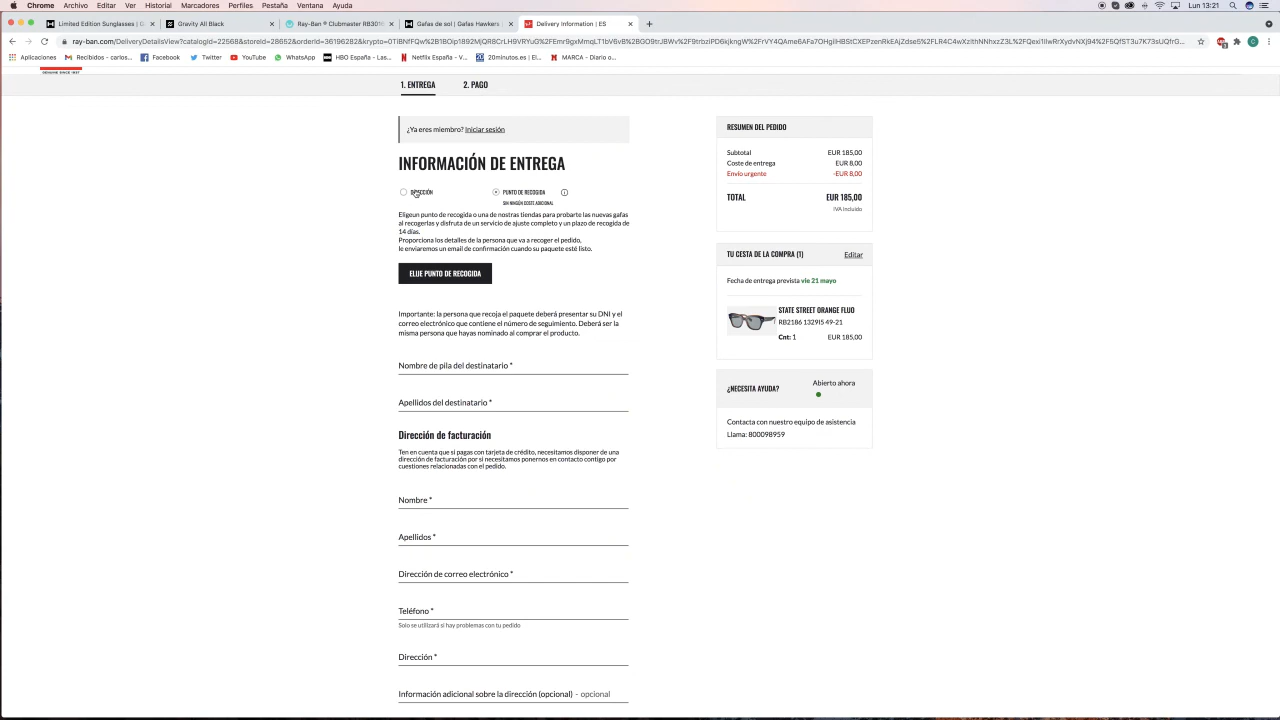 Chrome Archivo Editar Ver Historial Marcadores Perfiles Pestaña Ventana Ayuda
Lun 13:21
Limited Edition Sunglasses | G
Gravity All Black
Ray-Ban ® Clubmaster RB3016
Gafas de sol | Gafas Hawkers
Delivery Information | ES
Aplicaciones
Recibidos - carlos...
Facebook
Twitter
YouTube
WhatsApp
HBO España - Las...
Netflix España - V...
20minutos.es | El...
MARCA - Diario o...
GENUINE SINCE 1937
1. ENTREGA
2. PAGO
¿Ya eres miembro? Iniciar sesión
INFORMACIÓN DE ENTREGA
DIRECCIÓN
PUNTO DE RECOGIDA
SIN NINGÚN COSTE ADICIONAL
Eligeun punto de recogida o una de nostras tiendas para probarte las nuevas gafas
al recogerlas y disfruta de un servicio de ajuste completo y un plazo de recogida de
14 días.
Proporciona los detalles de la persona que va a recoger el pedido,
le enviaremos un email de confirmación cuando su paquete esté listo.
ELIJE PUNTO DE RECOGIDA
Importante: la persona que recoja el paquete deberá presentar su DNI y el
correo electrónico que contiene el número de seguimiento. Deberá ser la
misma persona que hayas nominado al comprar el producto.
Nombre de pila del destinatario *
Apellidos del destinatario *
Dirección de facturación
Ten en cuenta que si pagas con tarjeta de crédito, necesitamos disponer de una
dirección de facturación por si necesitamos ponernos en contacto contigo por
cuestiones relacionadas con el pedido.
Nombre *
Apellidos *
Dirección de correo electrónico *
Teléfono *
Solo se utilizará si hay problemas con tu pedido
Dirección *
Información adicional sobre la dirección (opcional) - opcional
RESUMEN DEL PEDIDO
Subtotal EUR 185,00
Coste de entrega EUR 8,00
Envío urgente -EUR 8,00
TOTAL EUR 185,00
IVA incluido
TU CESTA DE LA COMPRA (1) Editar
Fecha de entrega prevista vie 21 mayo
STATE STREET ORANGE FLUO
RB2186 1329I5 49-21
Cnt: 1 EUR 185,00
¿NECESITA AYUDA?
Abierto ahora
Contacta con nuestro equipo de asistencia
Llama: 800098959